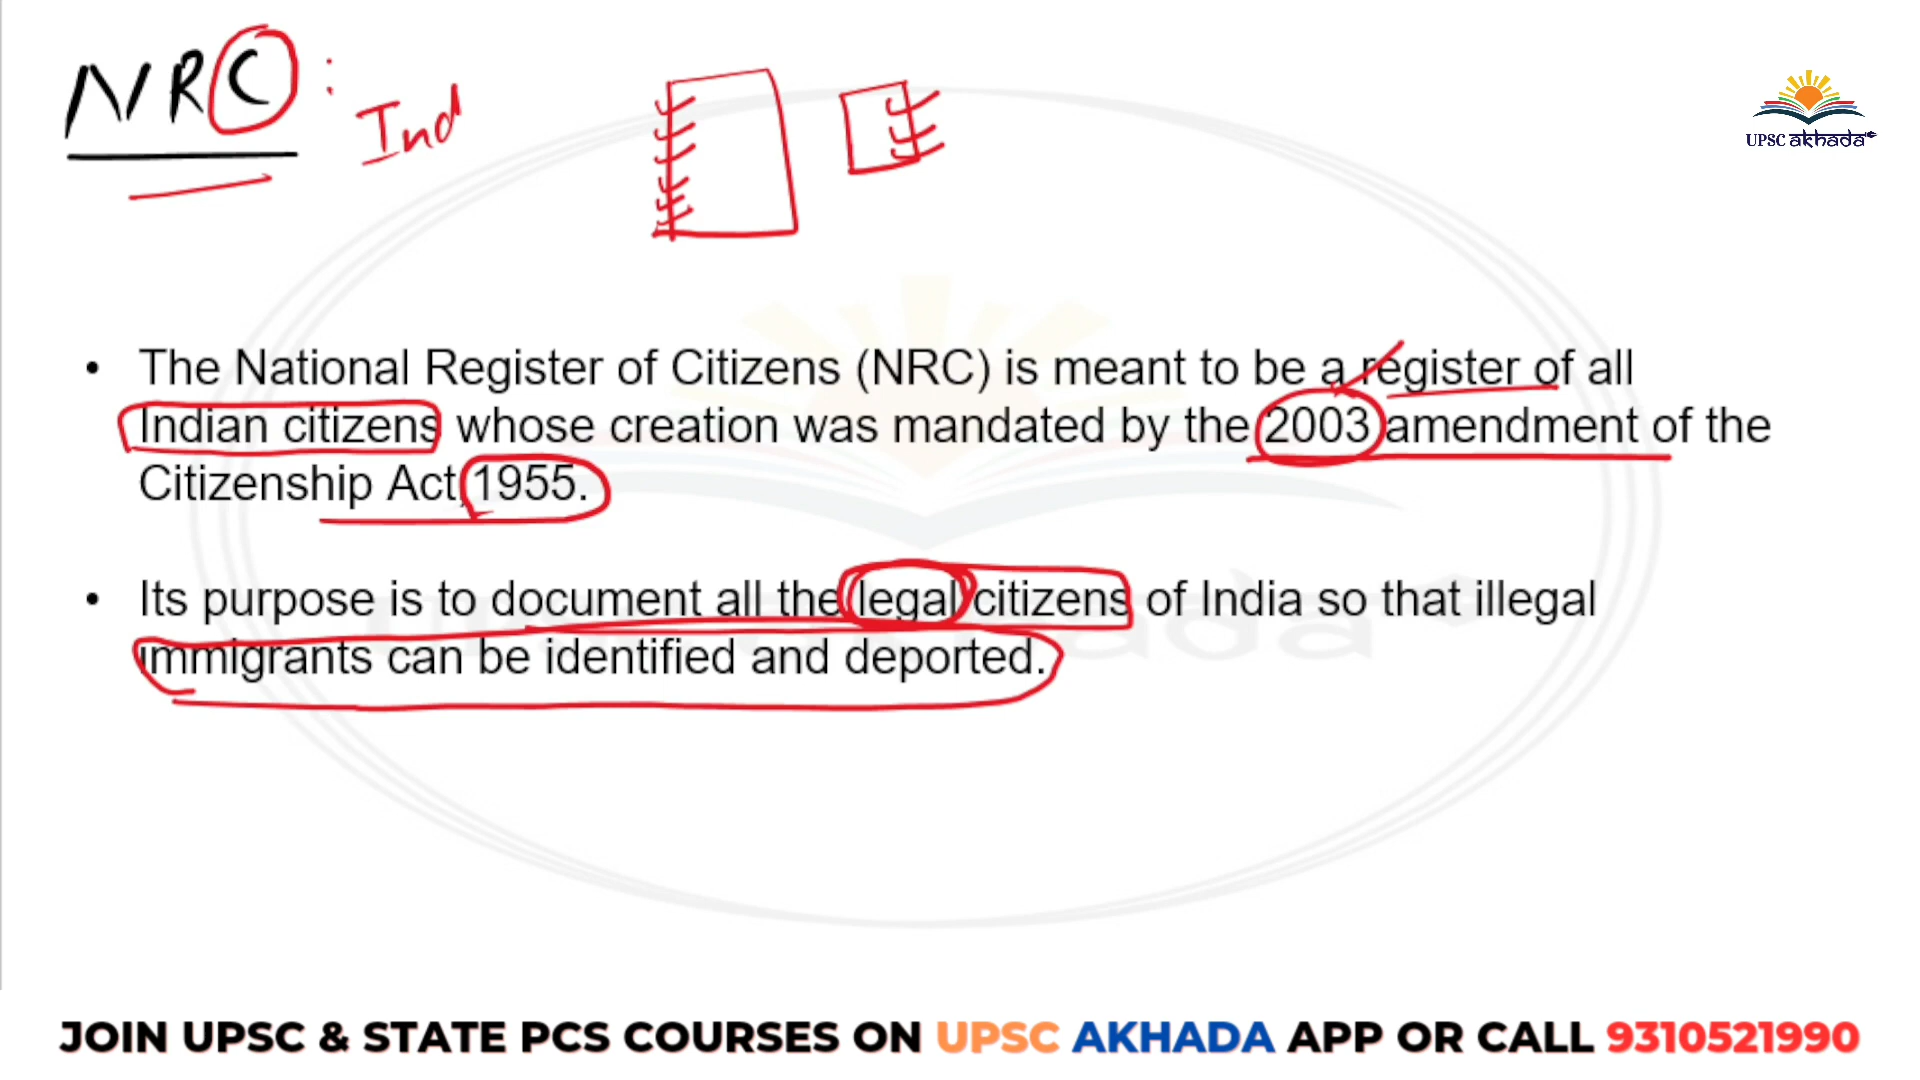 NRC :
Ind
UPSC akhada
• The National Register of Citizens (NRC) is meant to be a register of all
Indian citizens whose creation was mandated by the 2003 amendment of the
Citizenship Act, 1955.
• Its purpose is to document all the legal citizens of India so that illegal
immigrants can be identified and deported.
JOIN UPSC & STATE PCS COURSES ON UPSC AKHADA APP OR CALL 9310521990